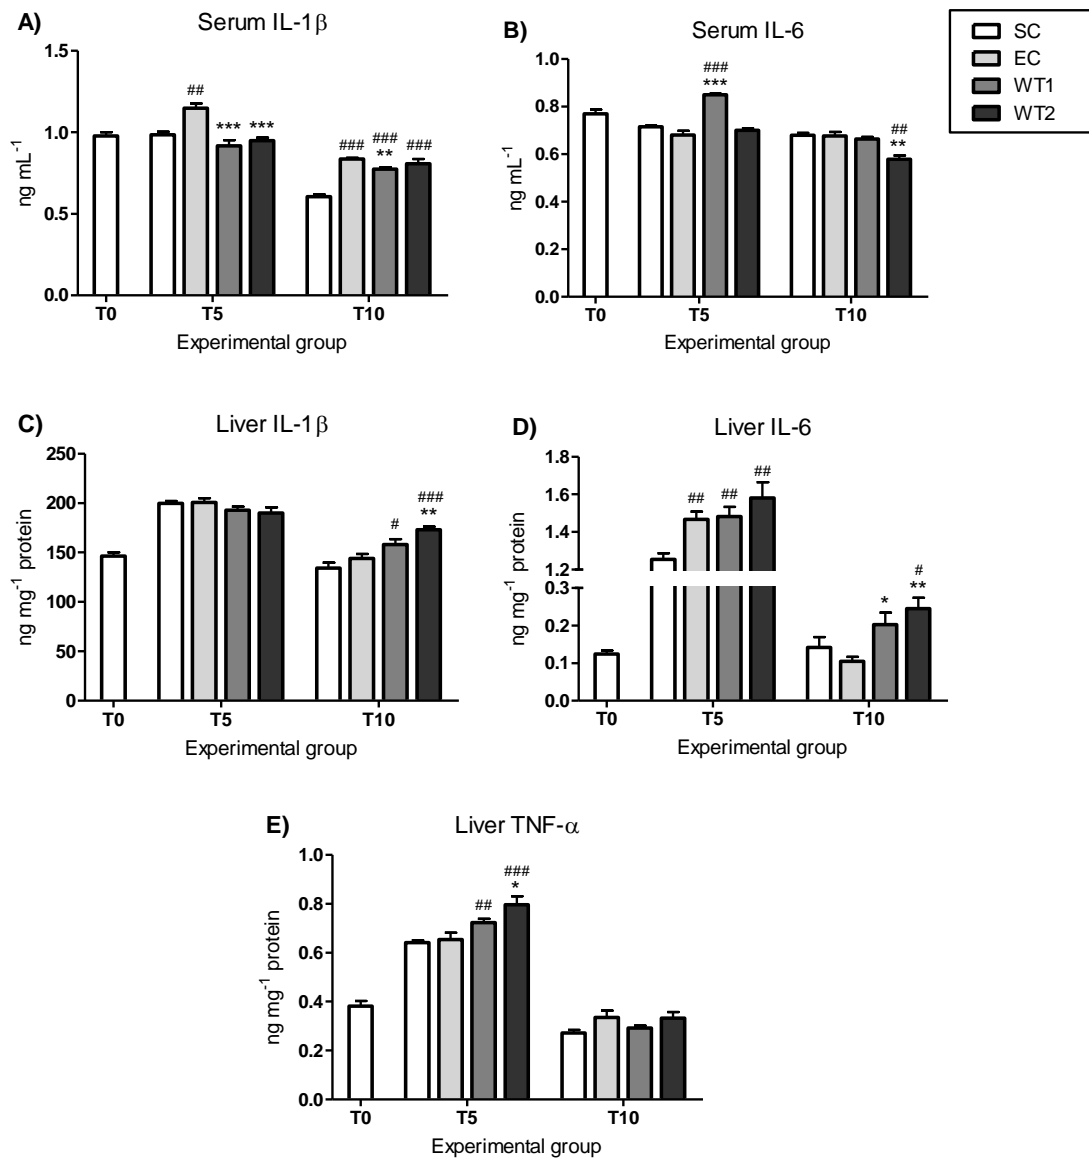 A)
Serum IL-1β
ng mL⁻¹
1.5
1.0
0.5
0.0
##
***
***
###
###
**
###
T0
T5
T10
Experimental group
B)
Serum IL-6
ng mL⁻¹
1.0
0.8
0.6
0.4
0.2
0.0
###
***
##
**
T0
T5
T10
Experimental group
SC
EC
WT1
WT2
C)
Liver IL-1β
ng mg⁻¹ protein
250
200
150
100
50
0
#
###
**
T0
T5
T10
Experimental group
D)
Liver IL-6
ng mg⁻¹ protein
1.8
1.6
1.4
1.2
0.3
0.2
0.1
0.0
##
##
##
*
#
**
T0
T5
T10
Experimental group
E)
Liver TNF-α
ng mg⁻¹ protein
1.0
0.8
0.6
0.4
0.2
0.0
##
###
*
T0
T5
T10
Experimental group